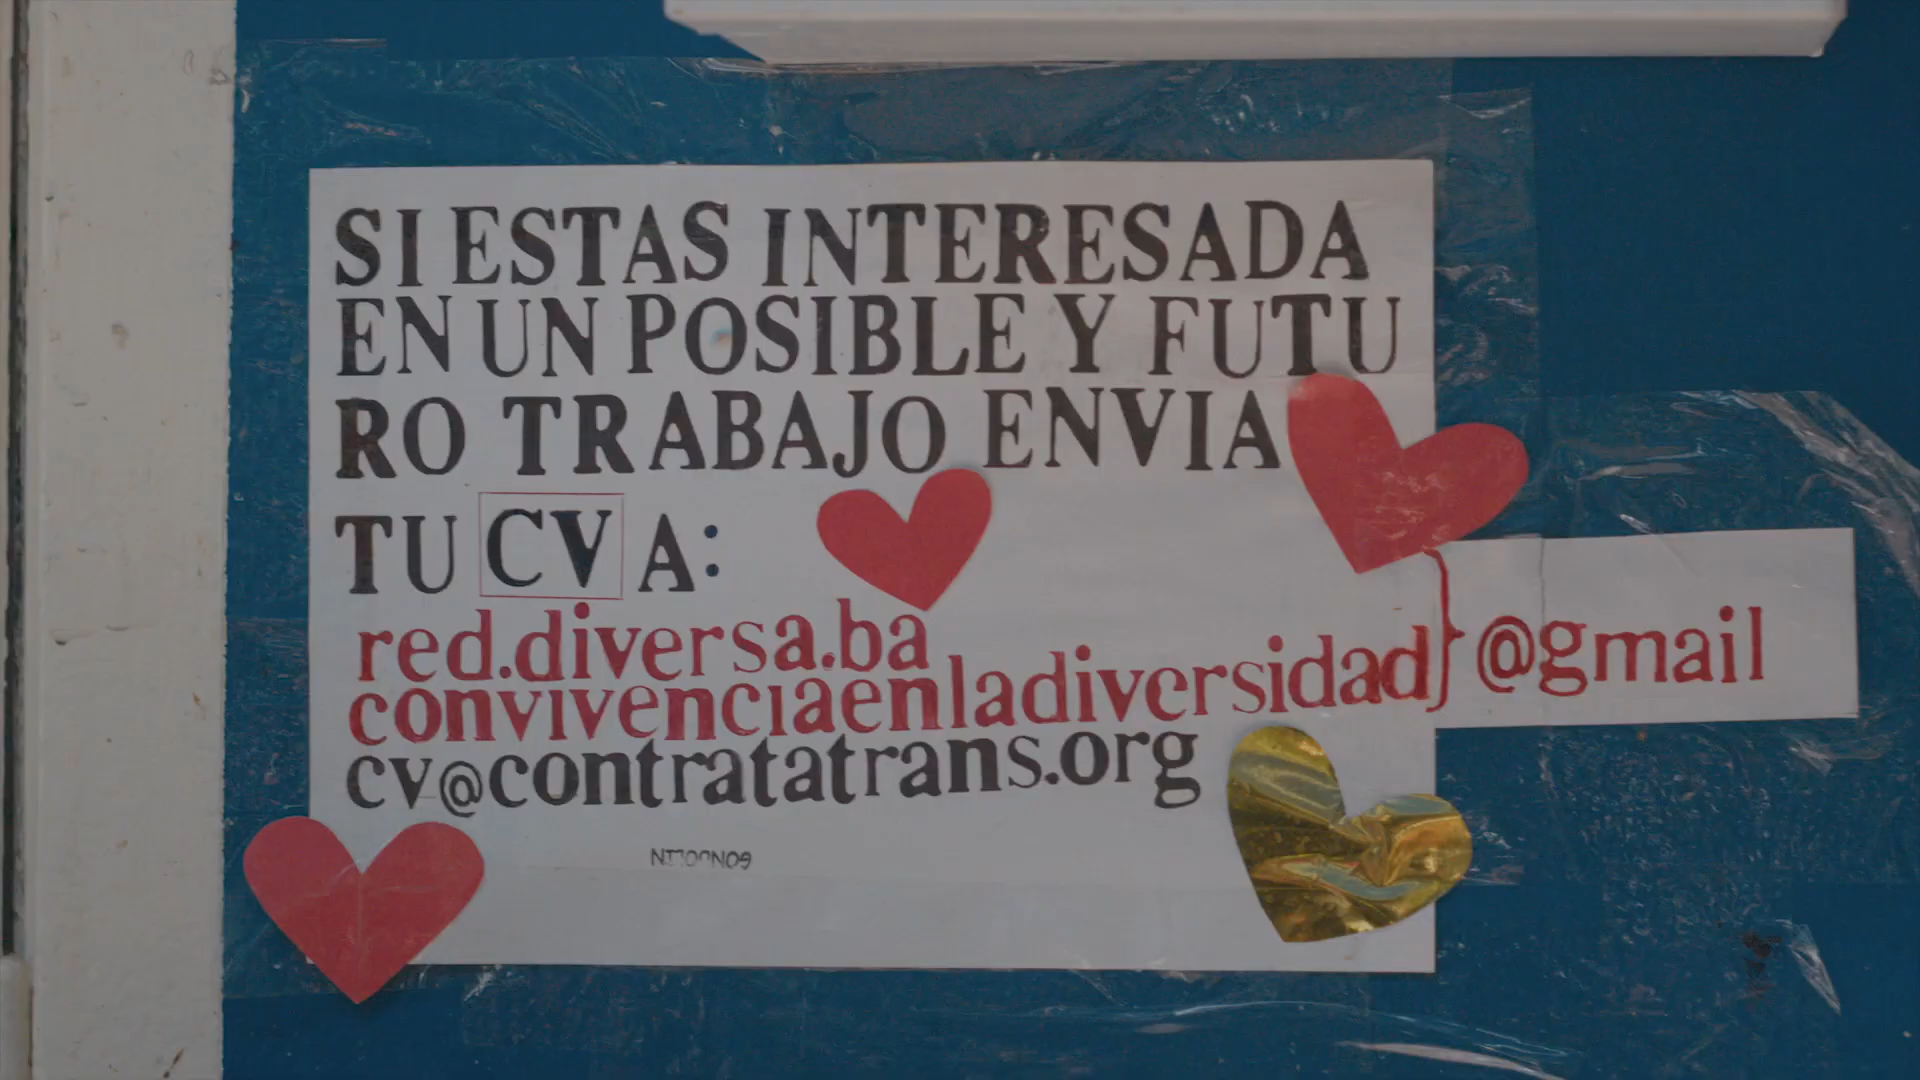 SI ESTAS INTERESADA
EN UN POSIBLE Y FUTU
RO TRABAJO ENVIA
TU CV A:
red.diversa.ba
convivenciaenladiversidad} @gmail
cv@contratatrans.org